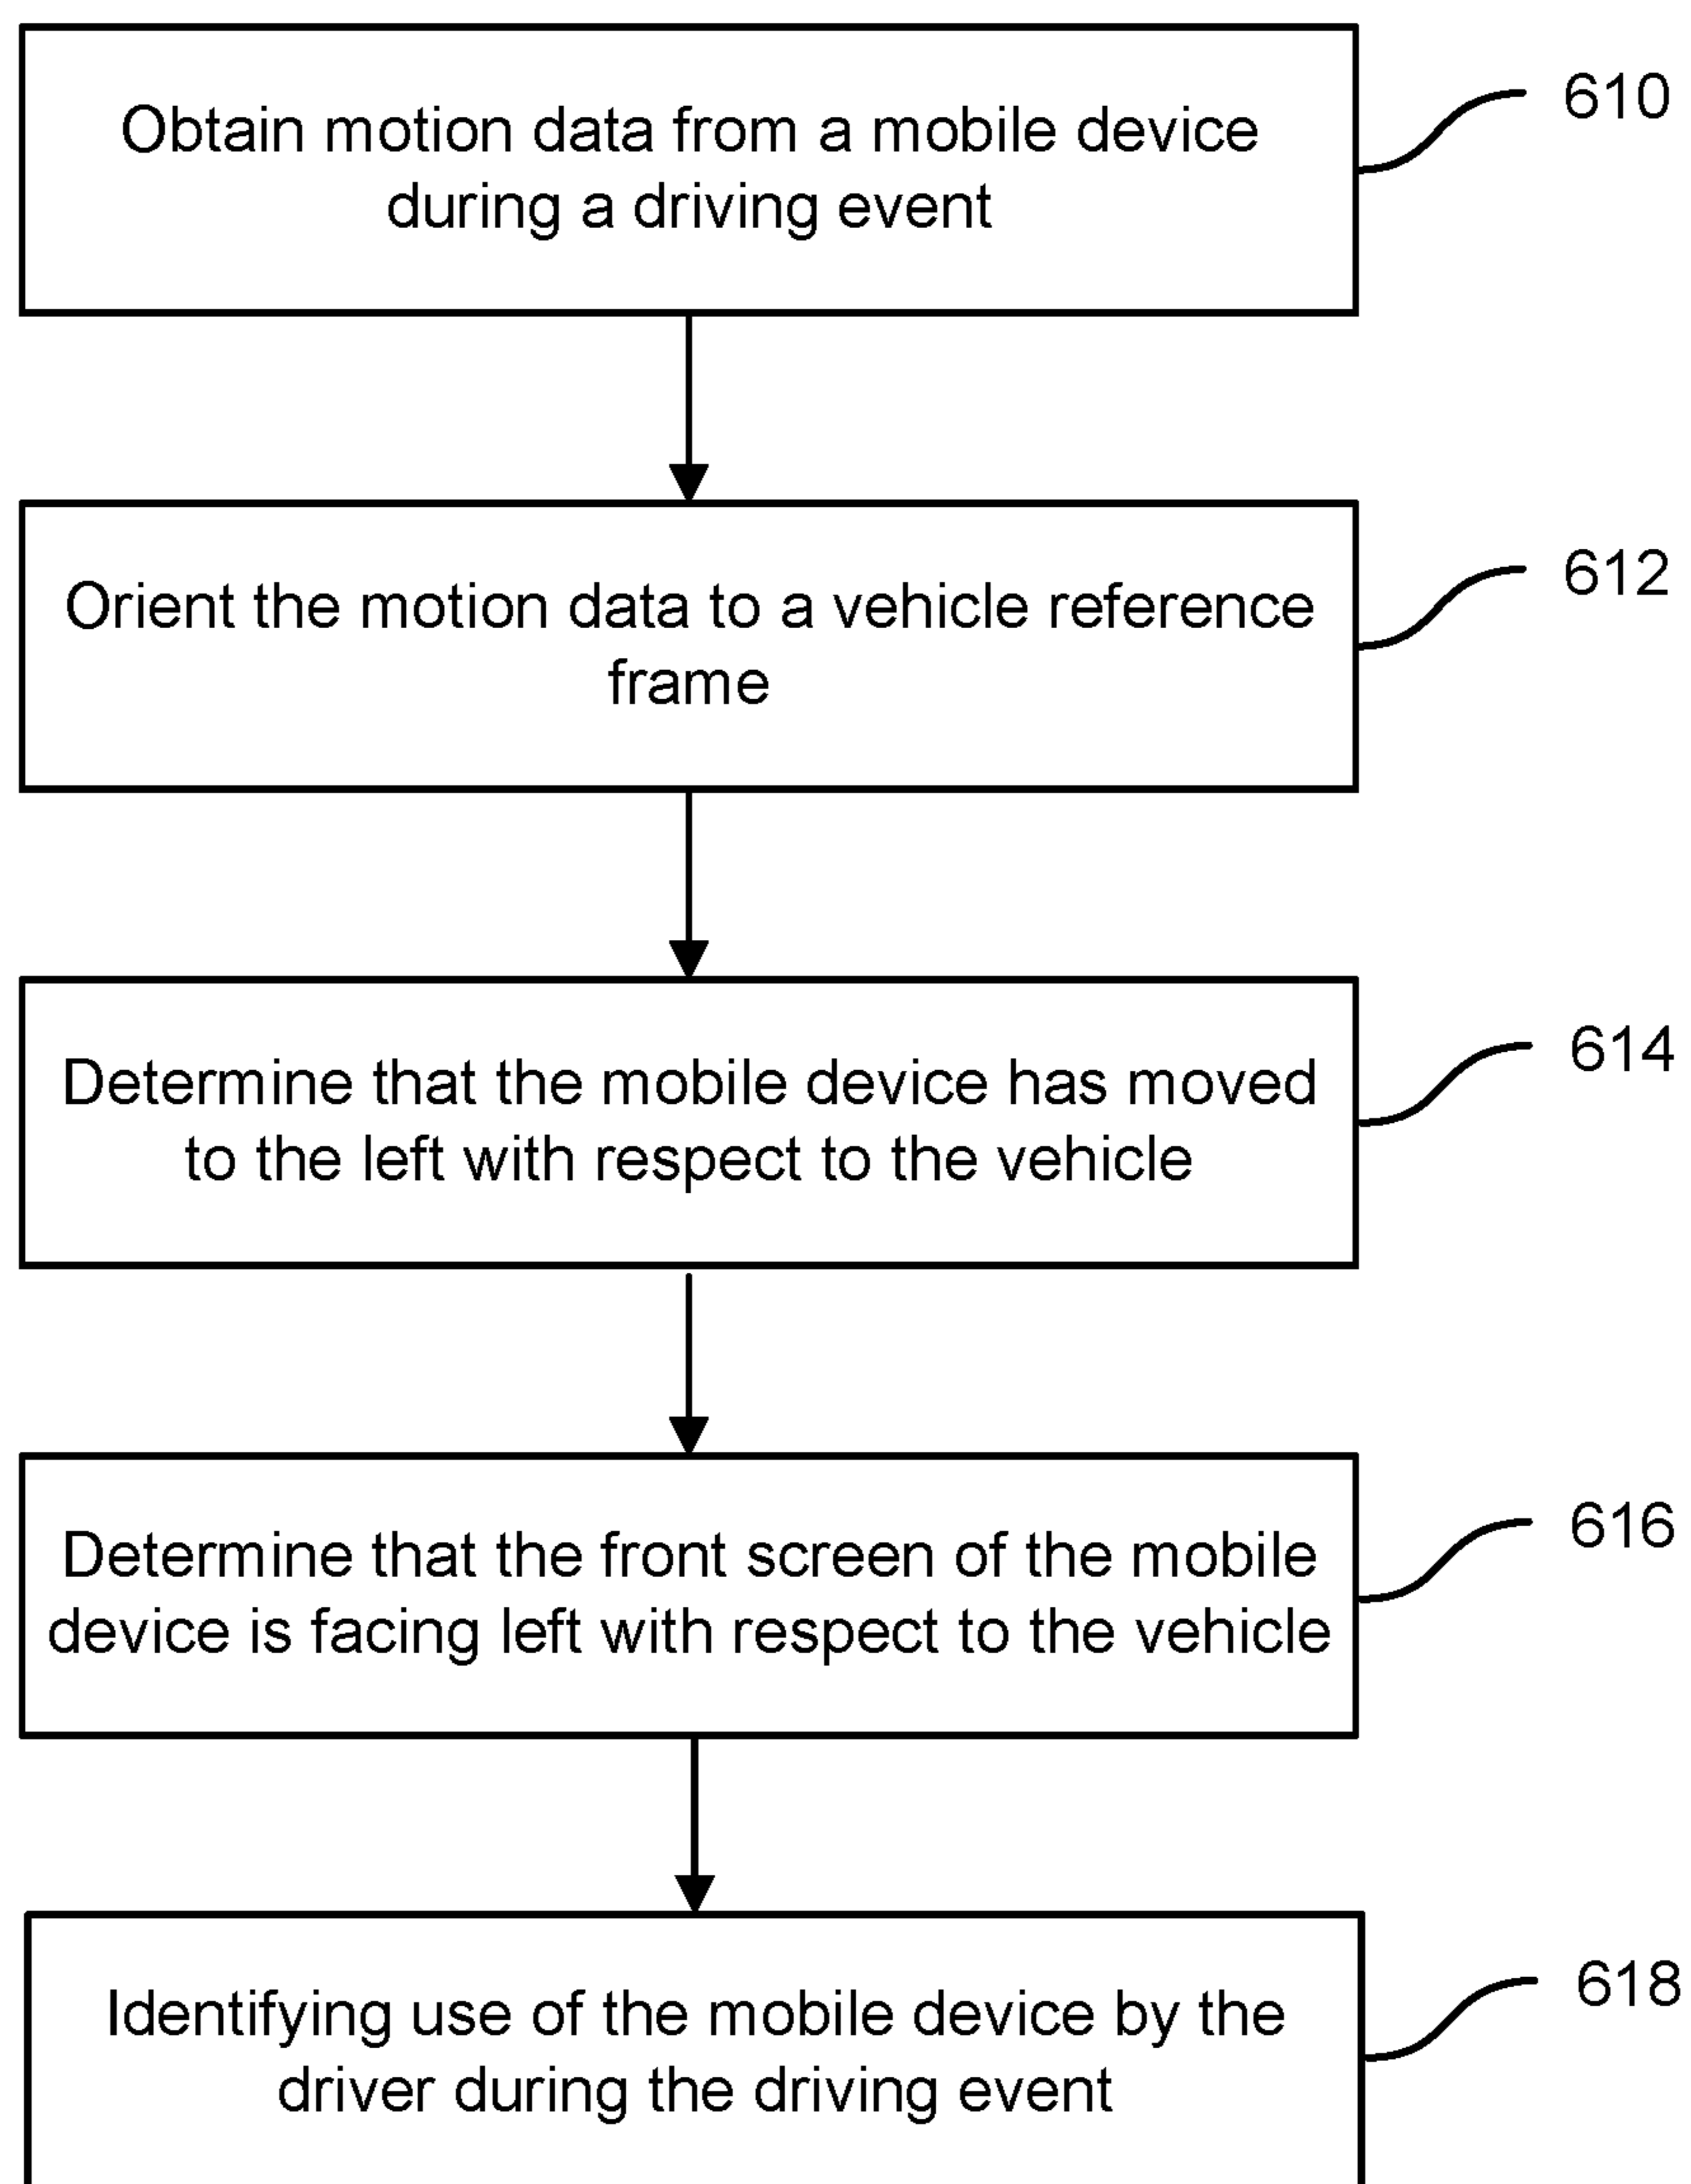 Obtain motion data from a mobile device
during a driving event
610
Orient the motion data to a vehicle reference
frame
612
Determine that the mobile device has moved
to the left with respect to the vehicle
614
Determine that the front screen of the mobile
device is facing left with respect to the vehicle
616
Identifying use of the mobile device by the
driver during the driving event
618